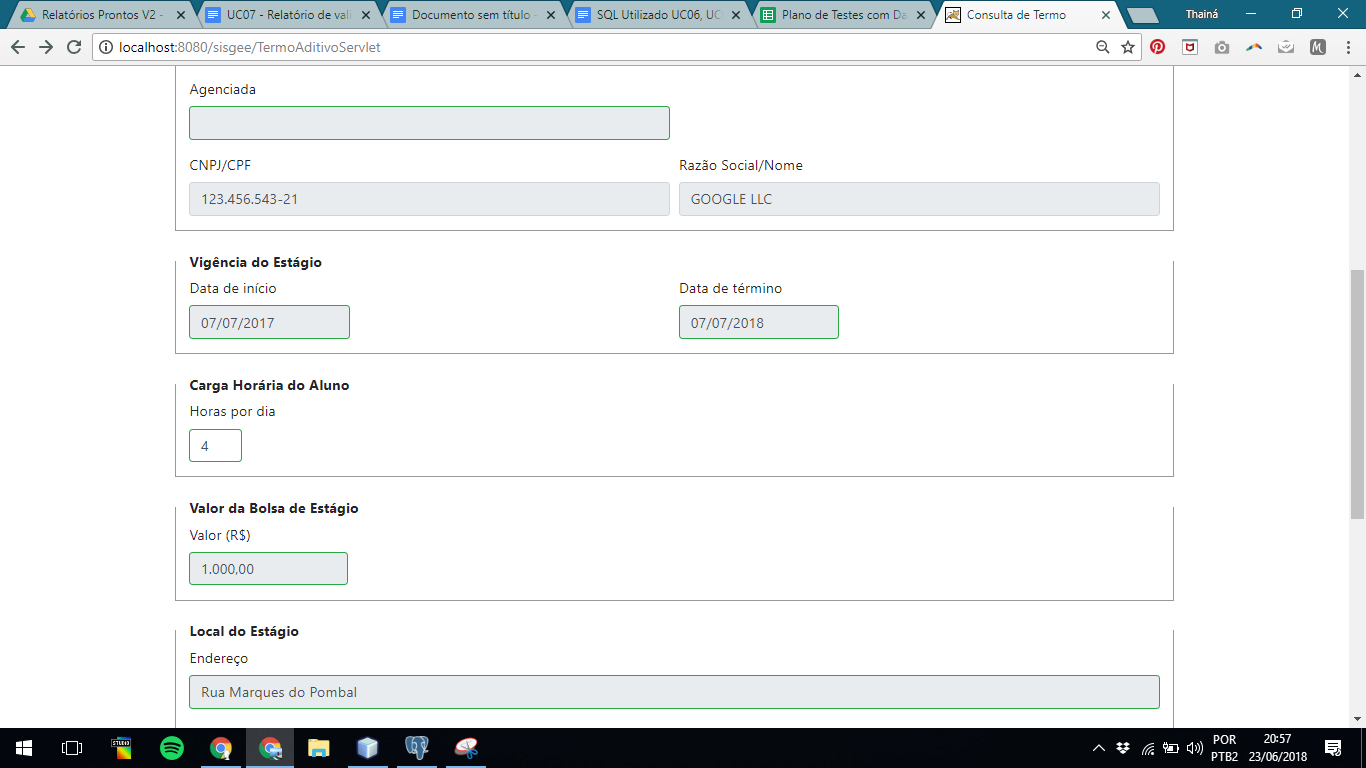 Relatórios Prontos V2 - UC07 - Relatório de vali Documento sem título - SQL Utilizado UC06, UC Plano de Testes com Da Consulta de Termo Thainá
localhost:8080/sisgee/TermoAditivoServlet
Agenciada
CNPJ/CPF Razão Social/Nome
123.456.543-21 GOOGLE LLC
Vigência do Estágio
Data de início Data de término
07/07/2017 07/07/2018
Carga Horária do Aluno
Horas por dia
4
Valor da Bolsa de Estágio
Valor (R$)
1.000,00
Local do Estágio
Endereço
Rua Marques do Pombal
STUDIO
POR 20:57
PTB2 23/06/2018